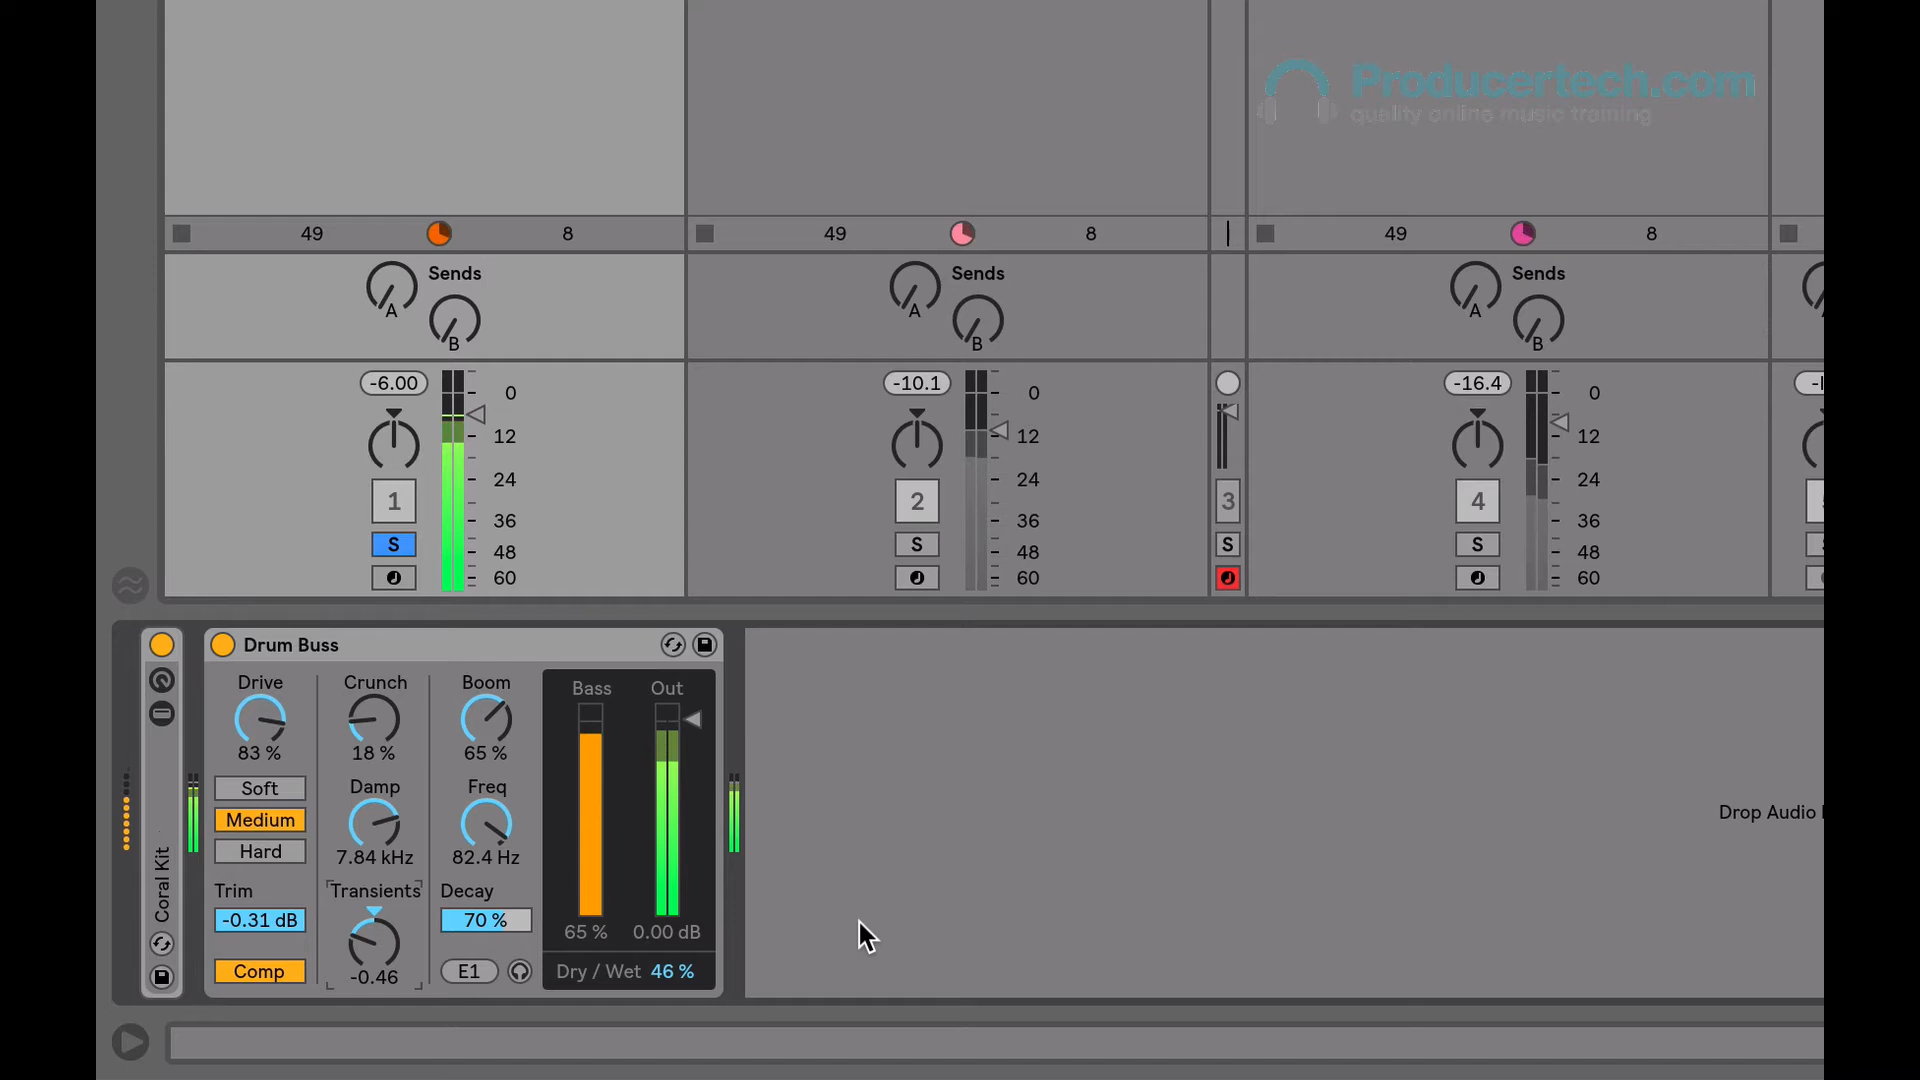 Producertech.com
quality online music training
49 8 49 8 49 8
Sends Sends Sends
A A A
B B B
-6.00 0 -10.1 0 -16.4 0
12 12 12
1 24 2 24 3 4 24
36 36 36
S 48 S 48 S S 48
60 60 60
Drum Buss
Drive Crunch Boom Bass Out
83 % 18 % 65 %
Soft Damp Freq
Medium
Hard 7.84 kHz 82.4 Hz
Trim Transients Decay
-0.31 dB 70 % 65 % 0.00 dB
Comp -0.46 E1 Dry / Wet 46 %
Coral Kit
Drop Audio